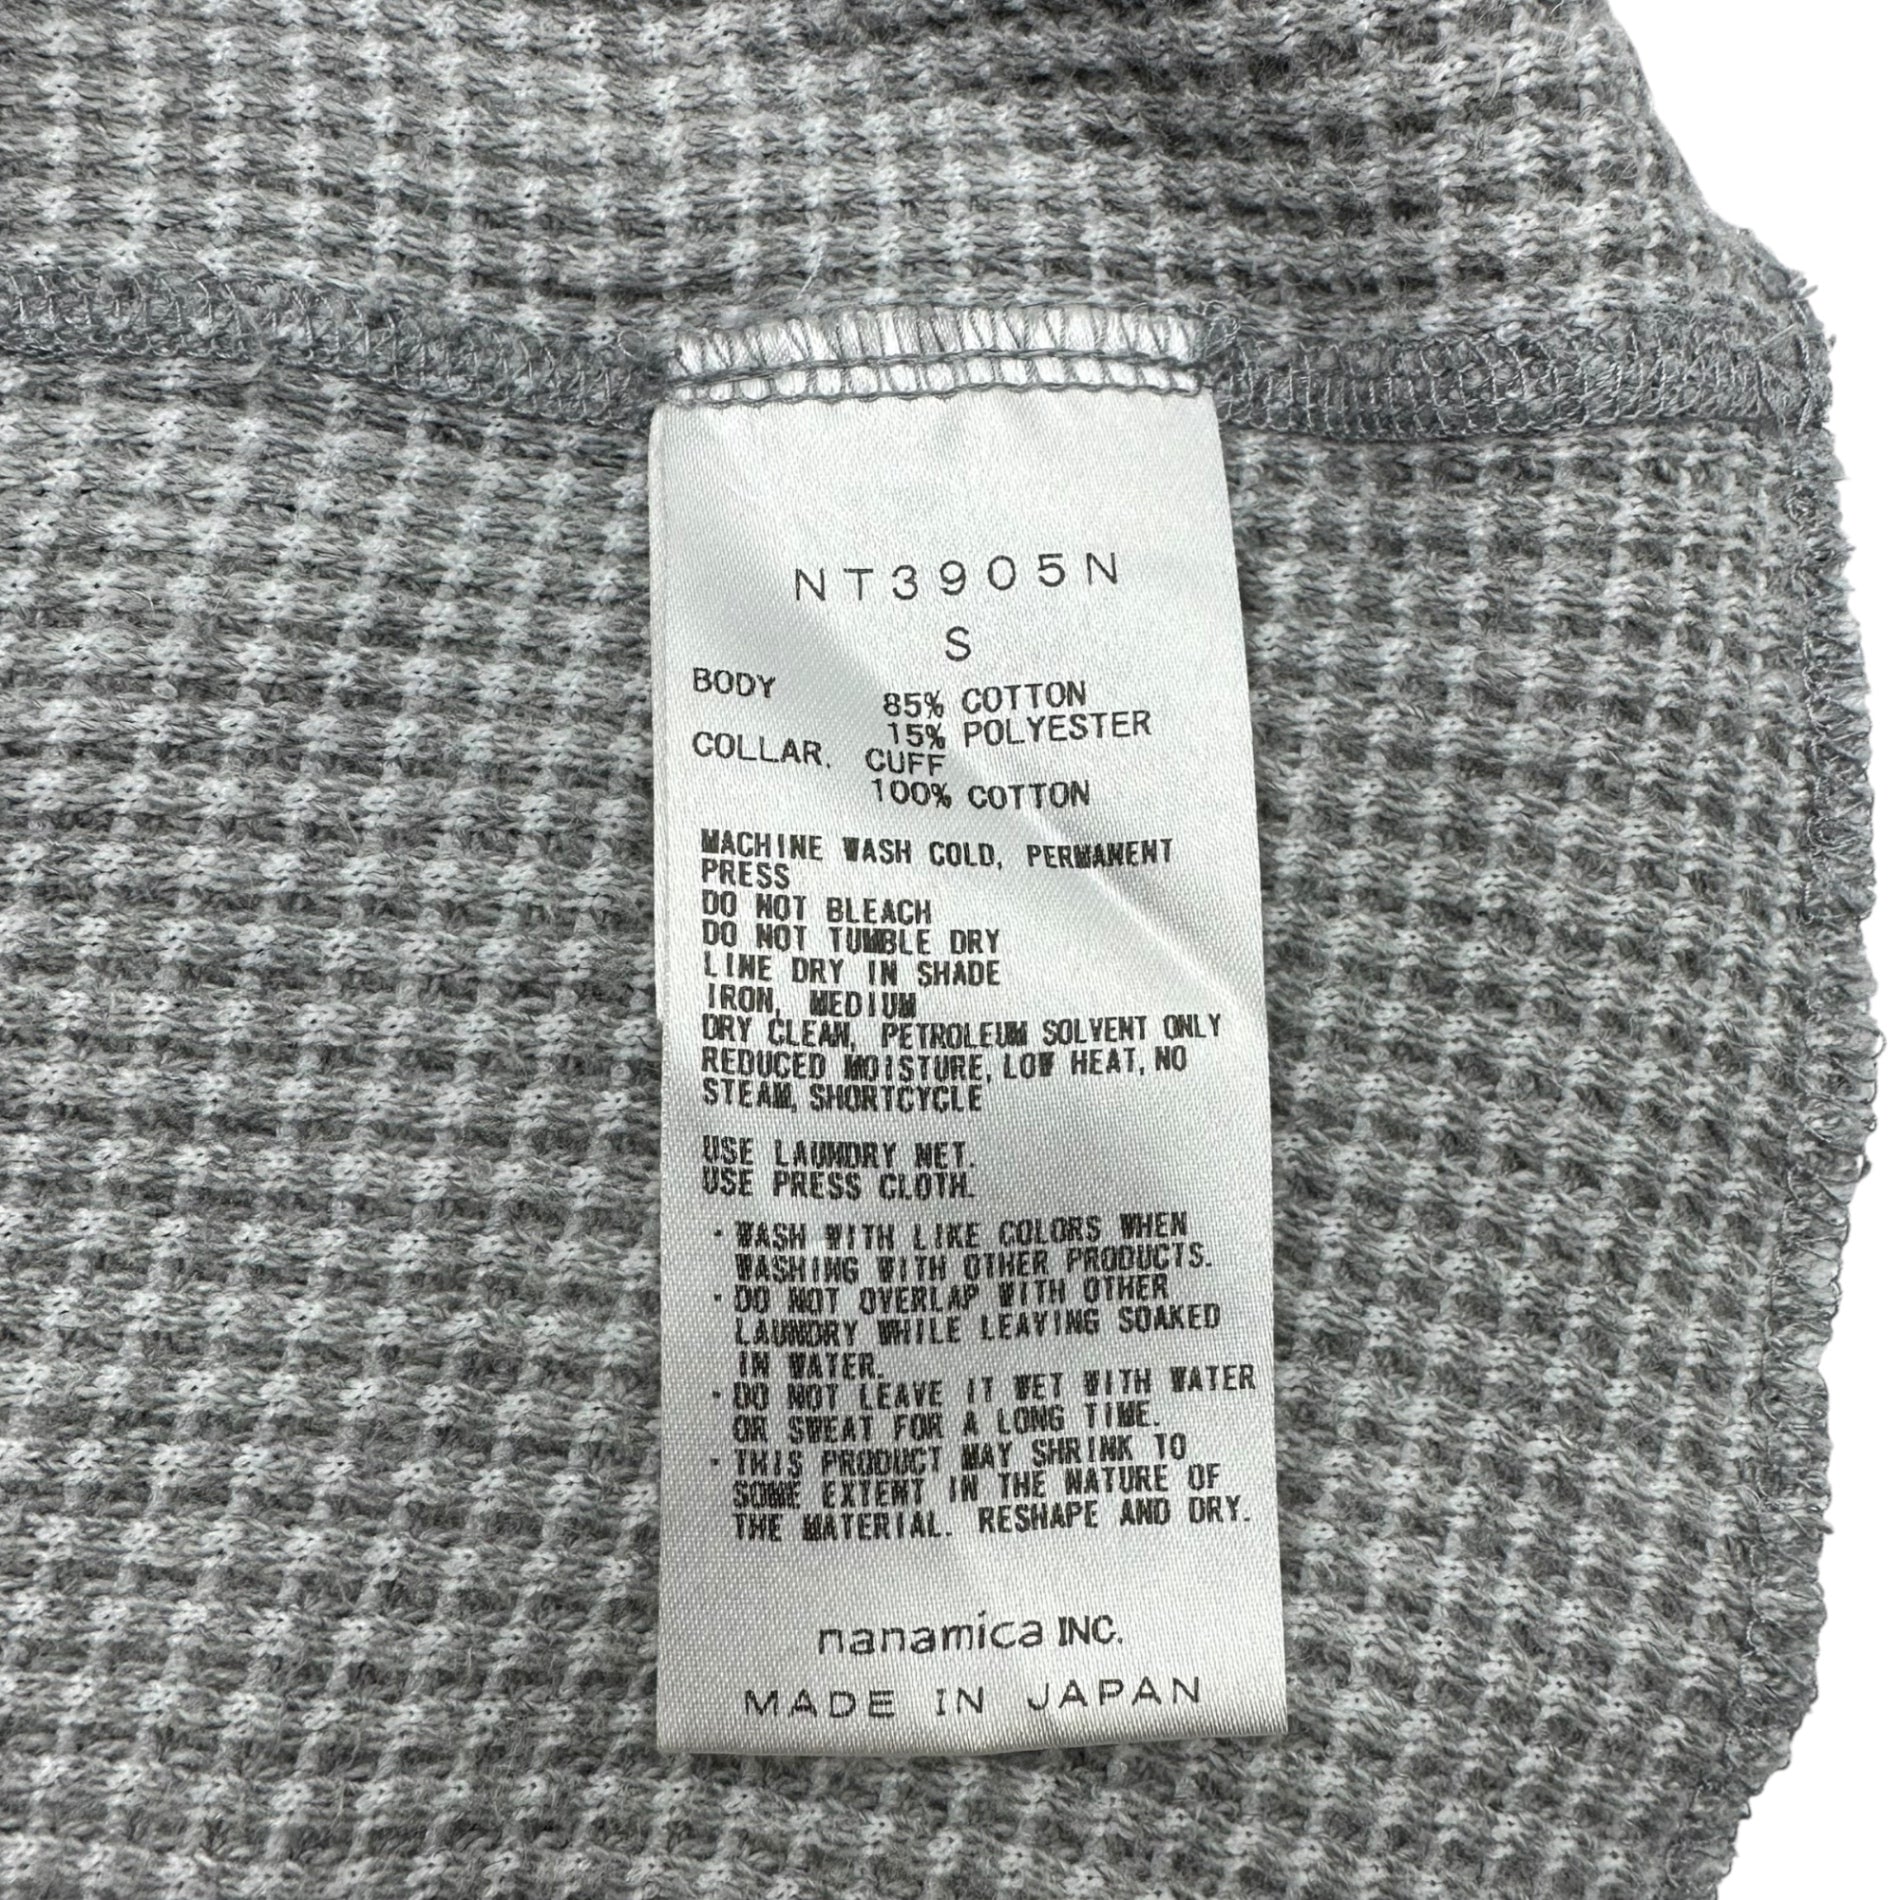 NT3905N
S
BODY
85% COTTON
15% POLYESTER
COLLAR. CUFF
100% COTTON
MACHINE WASH COLD, PERMANENT
PRESS
DO NOT BLEACH
DO NOT TUMBLE DRY
LINE DRY IN SHADE
IRON, MEDIUM
DRY CLEAN, PETROLEUM SOLVENT ONLY
REDUCED MOISTURE, LOW HEAT, NO
STEAM, SHORTCYCLE
USE LAUNDRY NET.
USE PRESS CLOTH.
・WASH WITH LIKE COLORS WHEN
WASHING WITH OTHER PRODUCTS.
・DO NOT OVERLAP WITH OTHER
LAUNDRY WHILE LEAVING SOAKED
IN WATER.
・DO NOT LEAVE IT WET WITH WATER
OR SWEAT FOR A LONG TIME.
・THIS PRODUCT MAY SHRINK TO
SOME EXTENT IN THE NATURE OF
THE MATERIAL. RESHAPE AND DRY.
nanamica INC.
MADE IN JAPAN